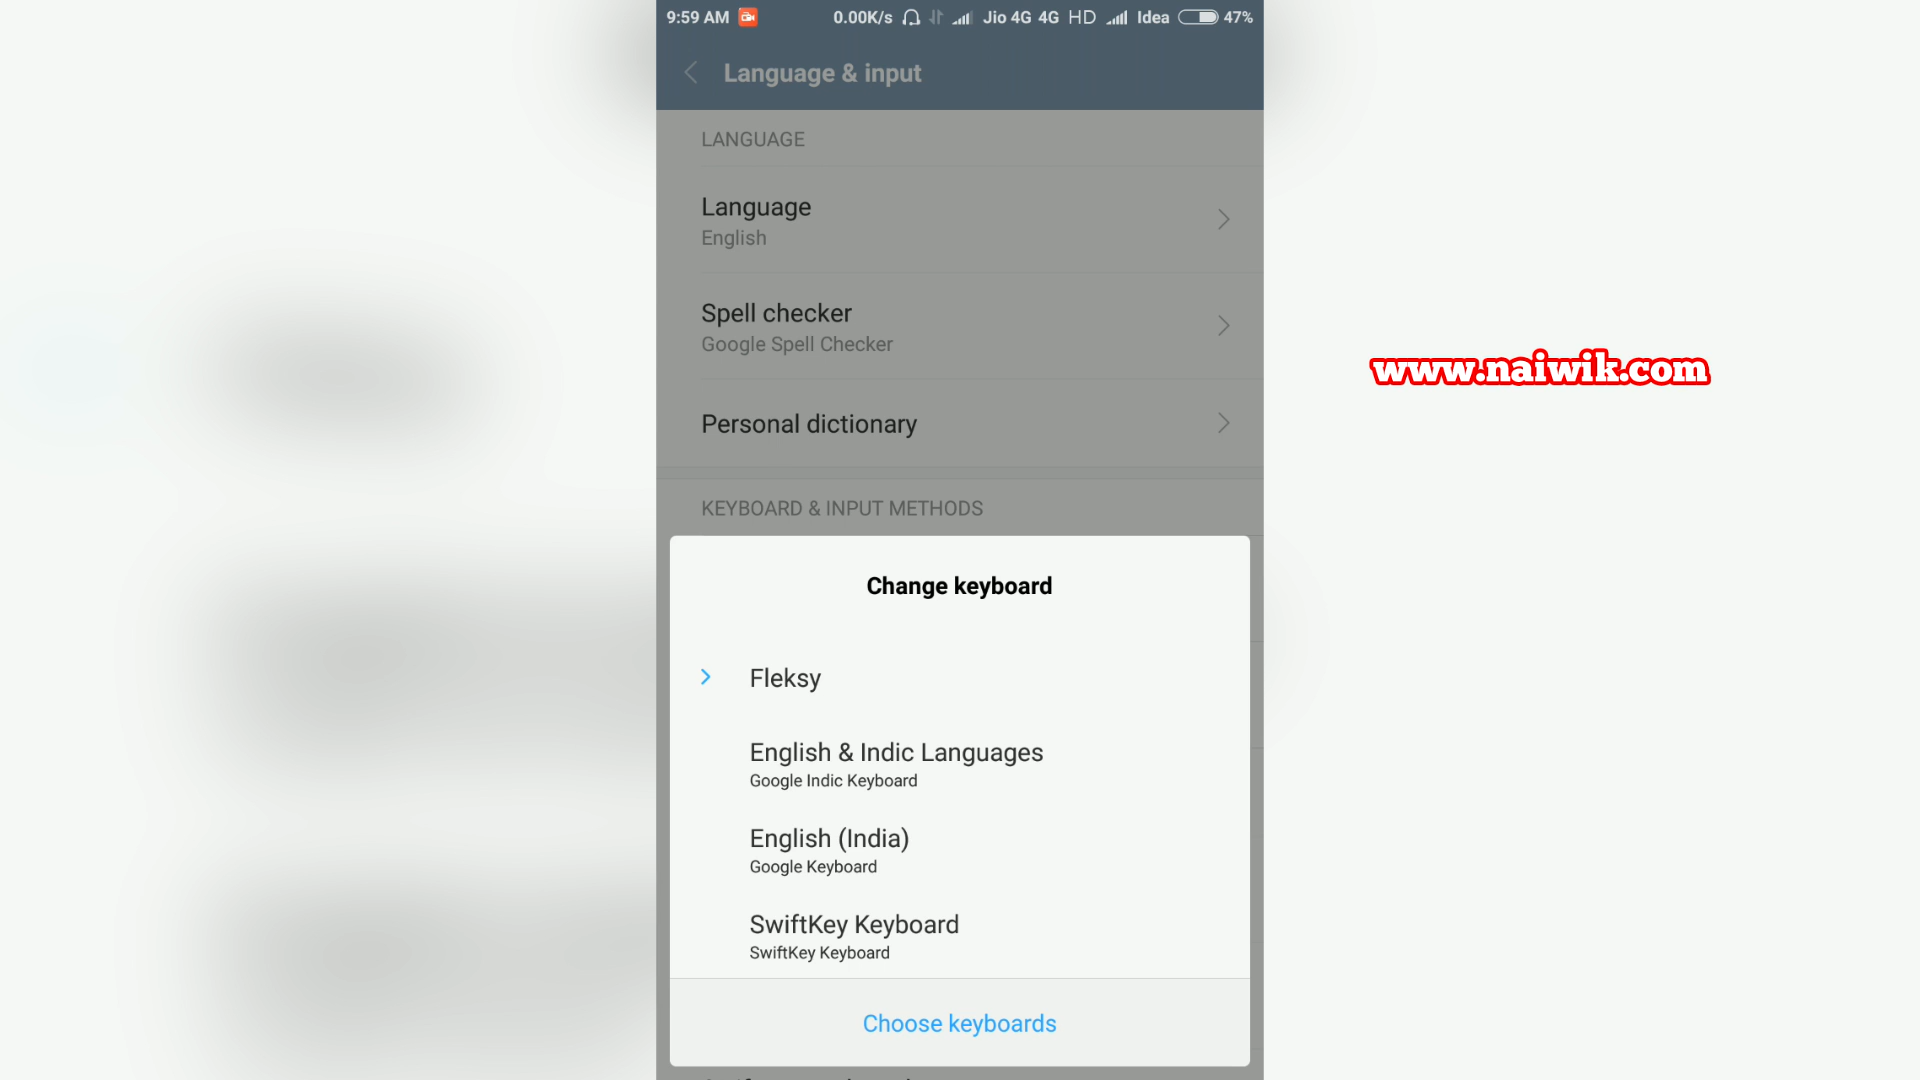 9:59 AM 0.00K/s Jio 4G 4G HD Idea 47%
Language & input
LANGUAGE
Language
English
Spell checker
Google Spell Checker
www.naiwik.com
Personal dictionary
KEYBOARD & INPUT METHODS
Change keyboard
Fleksy
English & Indic Languages
Google Indic Keyboard
English (India)
Google Keyboard
SwiftKey Keyboard
SwiftKey Keyboard
Choose keyboards